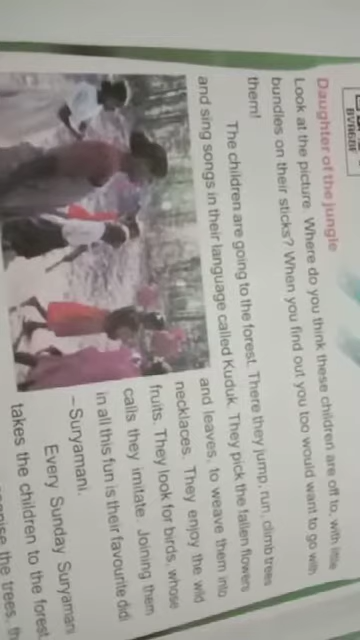 BVR6UF
Daughter of the jungle
Look at the picture. Where do you think these children are off to, with little
bundles on their sticks? When you find out you too would want to go with
them!
The children are going to the forest. There they jump, run, climb trees
and sing songs in their language called Kuduk. They pick the fallen flowers
and leaves, to weave them into
necklaces. They enjoy the wild
fruits. They look for birds, whose
calls they imitate. Joining them
in all this fun is their favourite didi
– Suryamani.
Every Sunday Suryamani
takes the children to the forest.
the trees, th